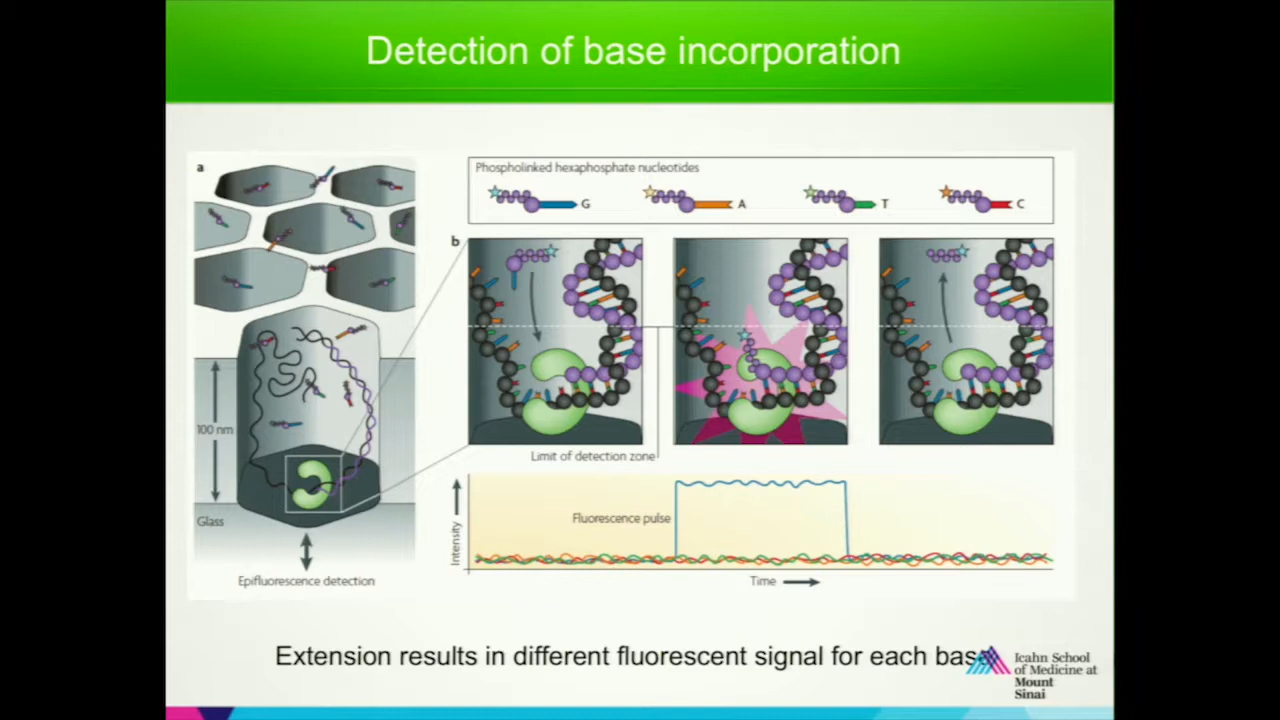 Detection of base incorporation
a
Phospholinked hexaphosphate nucleotides
G
A
T
C
b
100 nm
Glass
Epifluorescence detection
Limit of detection zone
Intensity
Fluorescence pulse
Time
Extension results in different fluorescent signal for each base
Icahn School
of Medicine at
Mount
Sinai